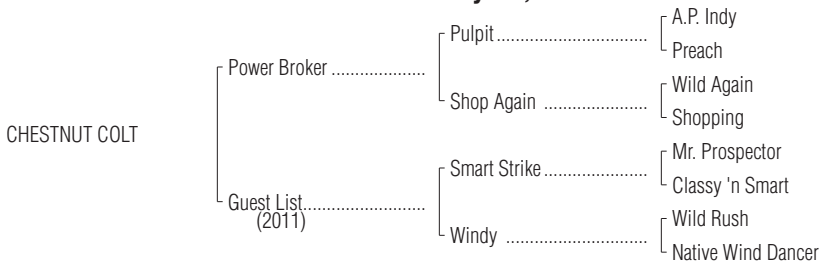 A.P. Indy
Pulpit
Preach
Power Broker
Wild Again
Shop Again
Shopping
CHESTNUT COLT
Mr. Prospector
Smart Strike
Classy 'n Smart
Guest List
(2011)
Wild Rush
Windy
Native Wind Dancer